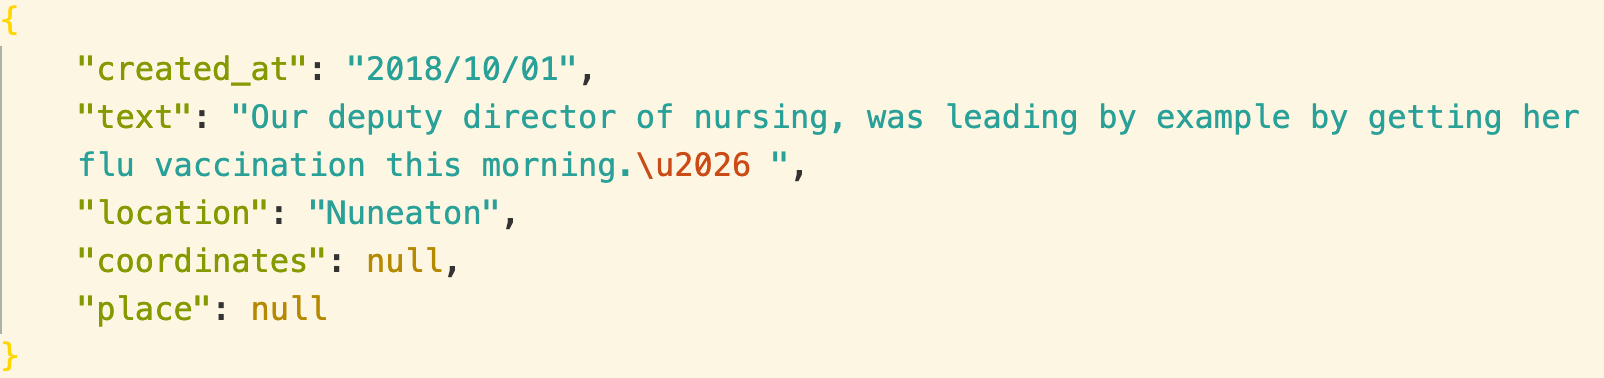 {
"created_at": "2018/10/01",
"text": "Our deputy director of nursing, was leading by example by getting her
flu vaccination this morning.\u2026 ",
"location": "Nuneaton",
"coordinates": null,
"place": null
}